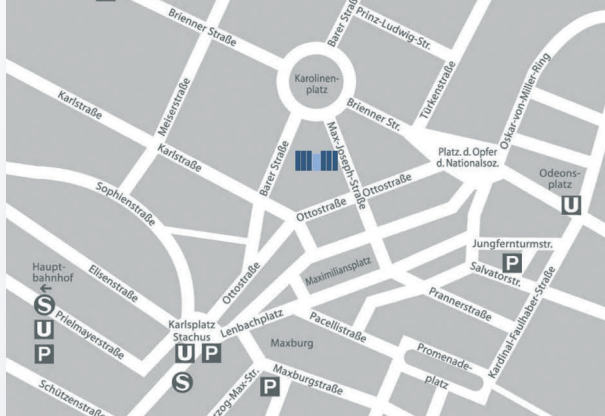 Brienner Straße
Barer Straße
Prinz-Ludwig-Str.
Karolinen-
platz
Türkenstraße
Oskar-von-Miller-Ring
Meiserstraße
Karlstraße
Brienner Str.
Karlstraße
Barer Straße
Max-Joseph-Straße
Platz. d. Opfer
d. Nationalsoz.
Odeons-
platz
U
Sophienstraße
Ottostraße
Ottostraße
Jungfernturmstr.
P
Haupt-
bahnhof
←
S
U
P
Elisenstraße
Ottostraße
Maximiliansplatz
Salvatorstr.
Prielmayerstraße
Karlsplatz
Stachus
U P
S
Lenbachplatz
Pacellistraße
Prannerstraße
Kardinal-Faulhaber-Straße
Maxburg
Promenade-
platz
Schützenstraße
P
Maxburgstraße
zog-Max-Str.